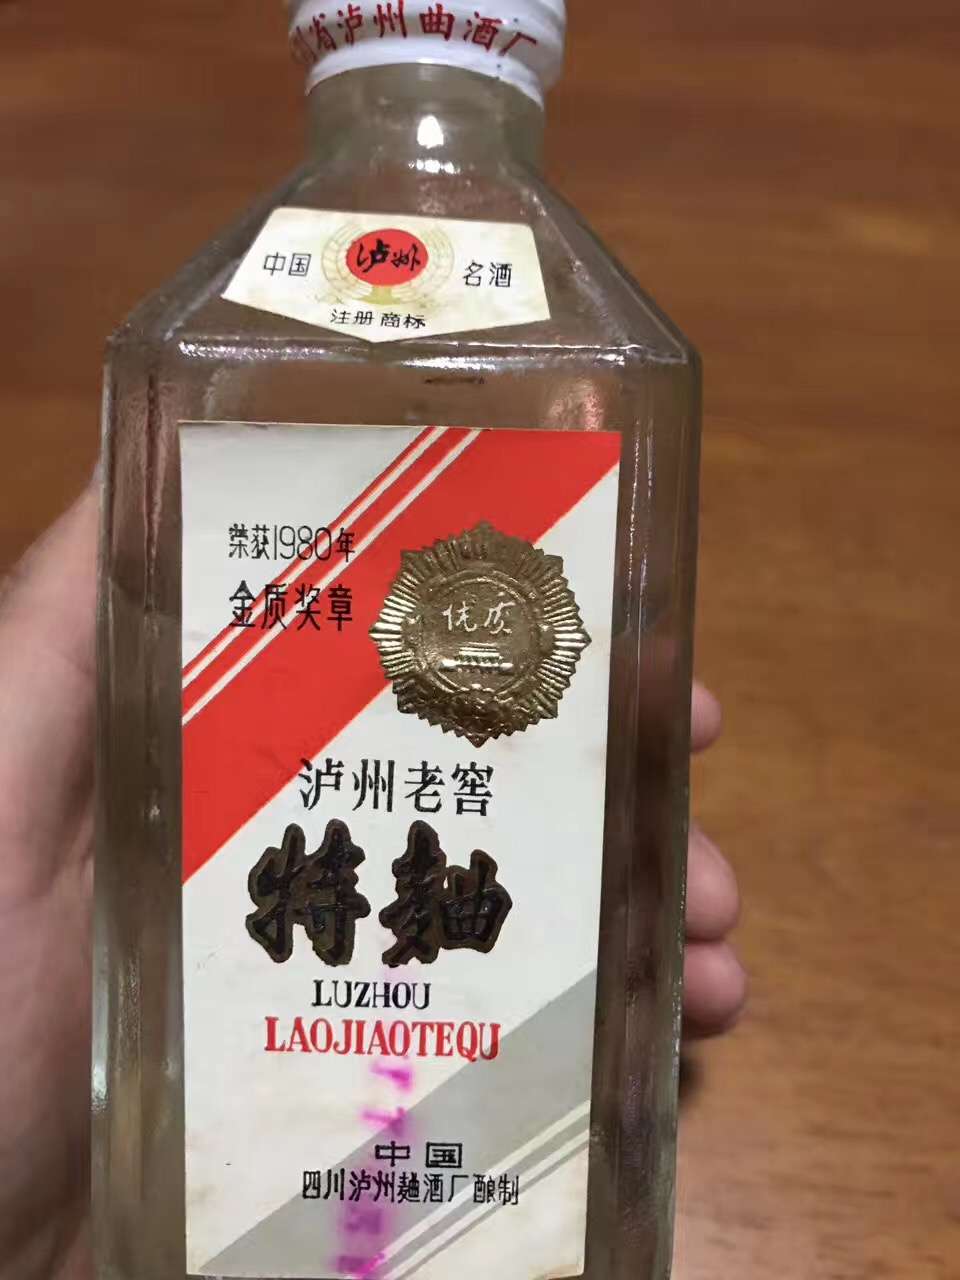 省泸州曲酒厂
中国 泸州 名酒
注册商标
荣获1980年
金质奖章
优质
泸州老窖
特麯
LUZHOU
LAOJIAOTEQU
中国
四川泸州麯酒厂酿制